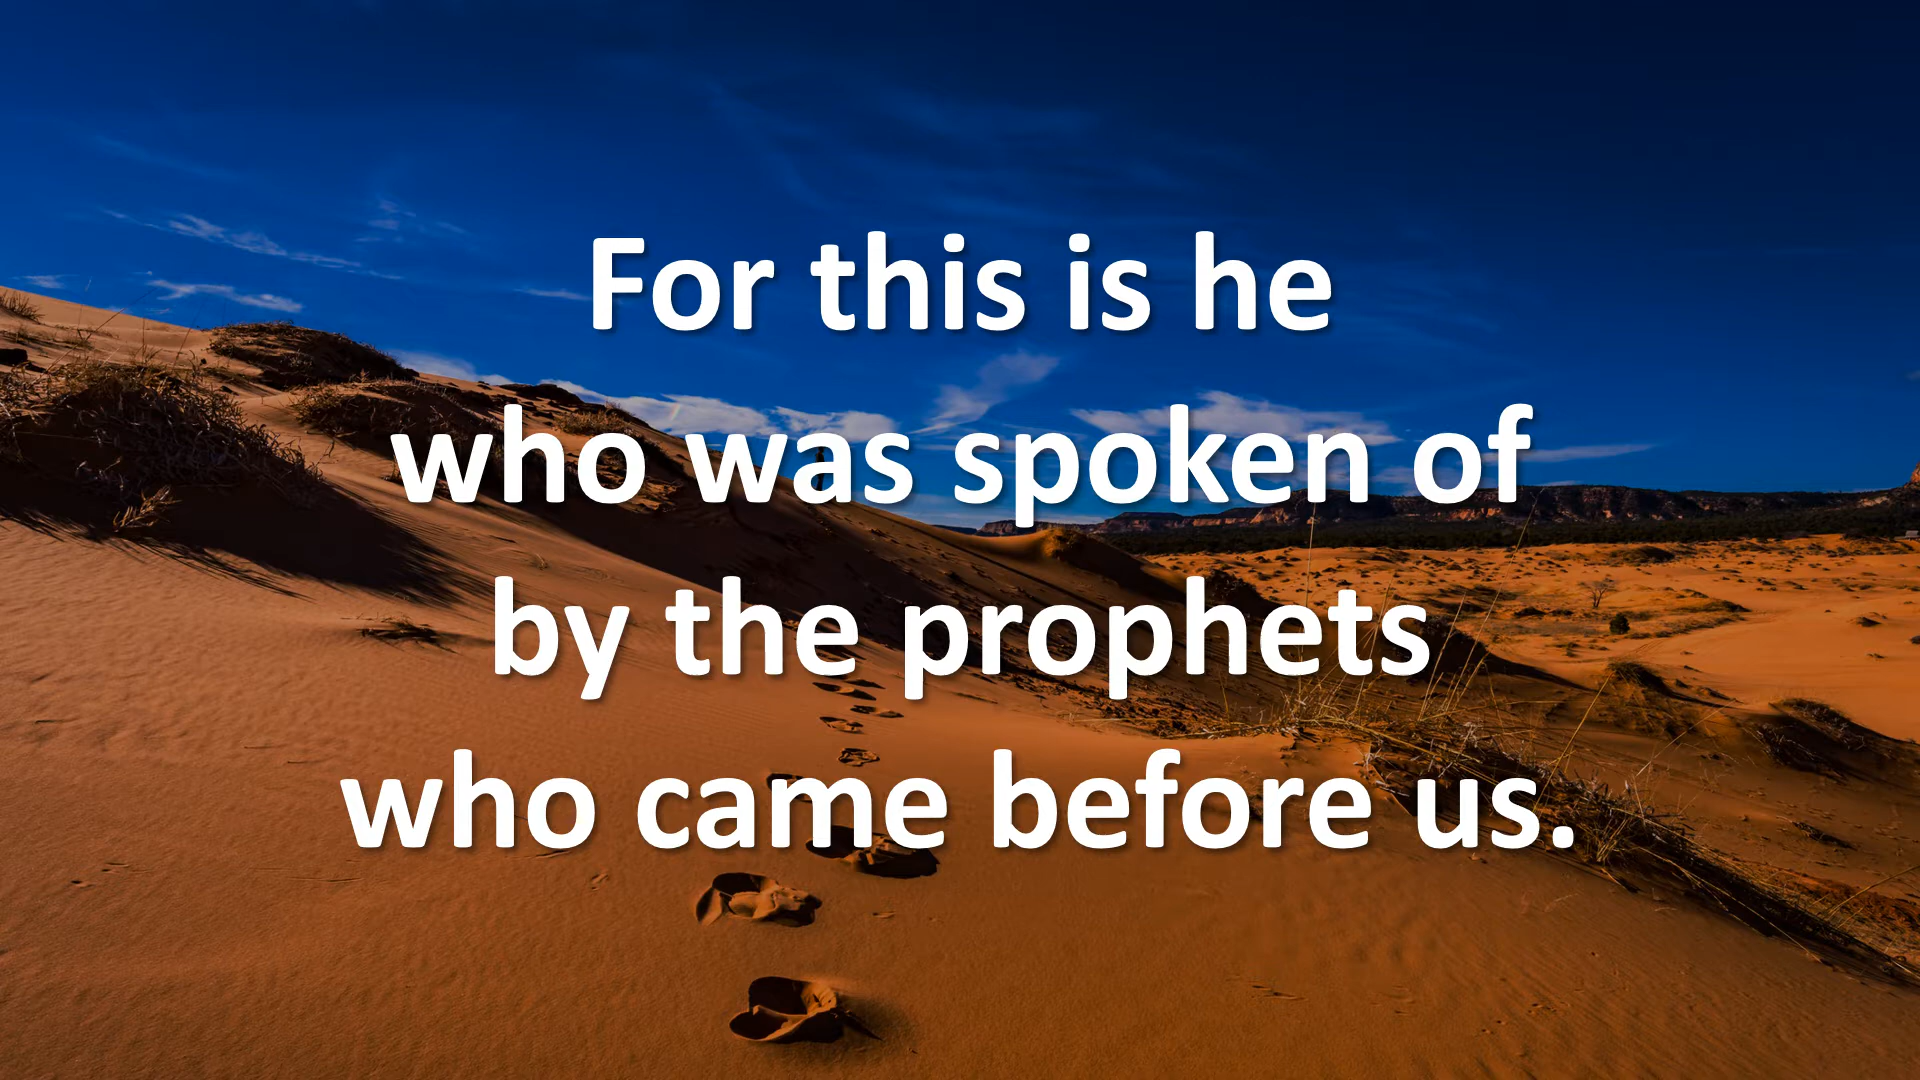 For this is he
who was spoken of
by the prophets
who came before us.